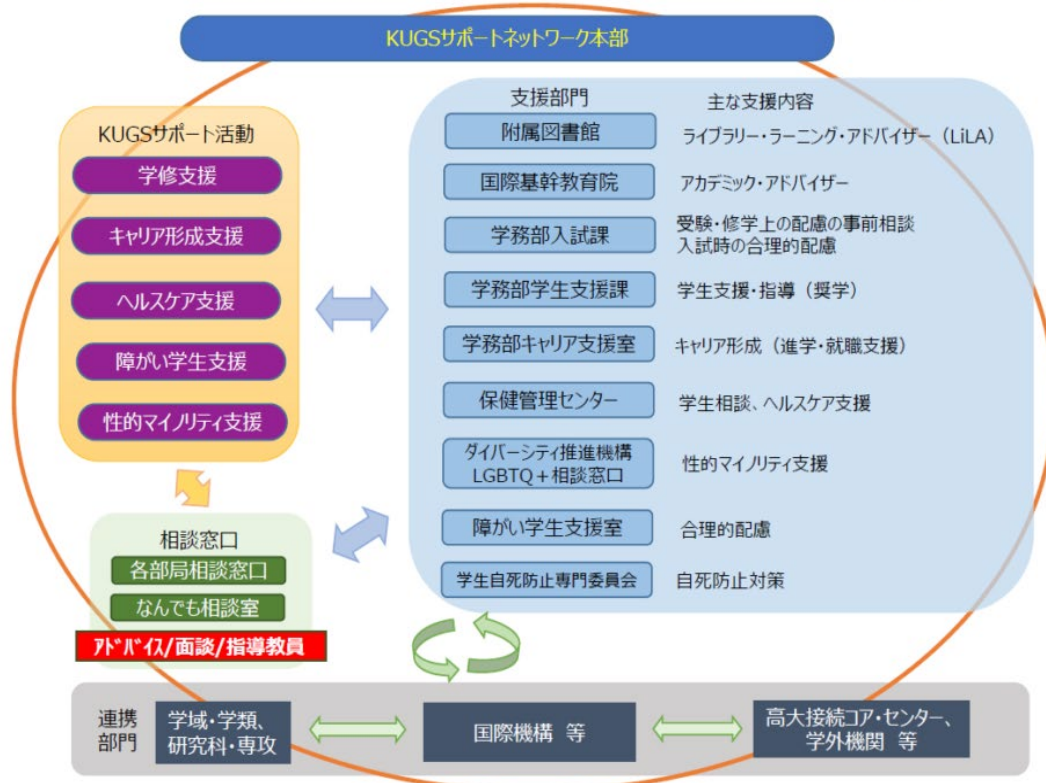 KUGSサポートネットワーク本部
KUGSサポート活動
学修支援
キャリア形成支援
ヘルスケア支援
障がい学生支援
性的マイノリティ支援
相談窓口
各部局相談窓口
なんでも相談室
ｱﾄﾞﾊﾞｲｽ/面談/指導教員
支援部門 主な支援内容
附属図書館 ライブラリー・ラーニング・アドバイザー（LiLA）
国際基幹教育院 アカデミック・アドバイザー
学務部入試課 受験・修学上の配慮の事前相談
入試時の合理的配慮
学務部学生支援課 学生支援・指導（奨学）
学務部キャリア支援室 キャリア形成（進学・就職支援）
保健管理センター 学生相談、ヘルスケア支援
ダイバーシティ推進機構
LGBTQ＋相談窓口 性的マイノリティ支援
障がい学生支援室 合理的配慮
学生自死防止専門委員会 自死防止対策
連携
部門
学域・学類、
研究科・専攻
国際機構 等
高大接続コア・センター、
学外機関 等